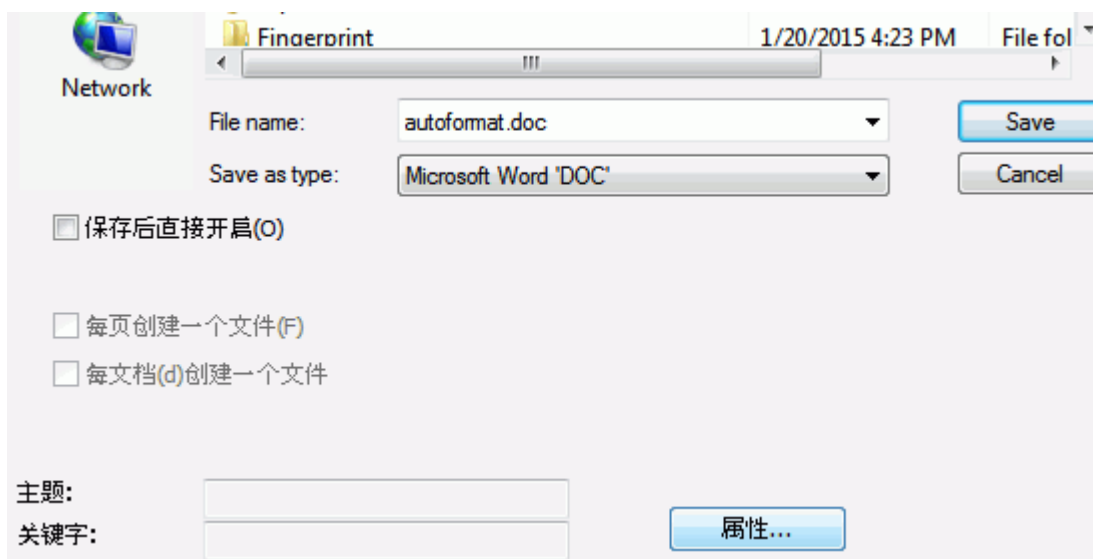 Fingerprint 1/20/2015 4:23 PM File fol
Network
File name: autoformat.doc Save
Save as type: Microsoft Word "DOC" Cancel
保存后直接开启(O)
每页创建一个文件(F)
每文档(d)创建一个文件
主题:
关键字: 属性...